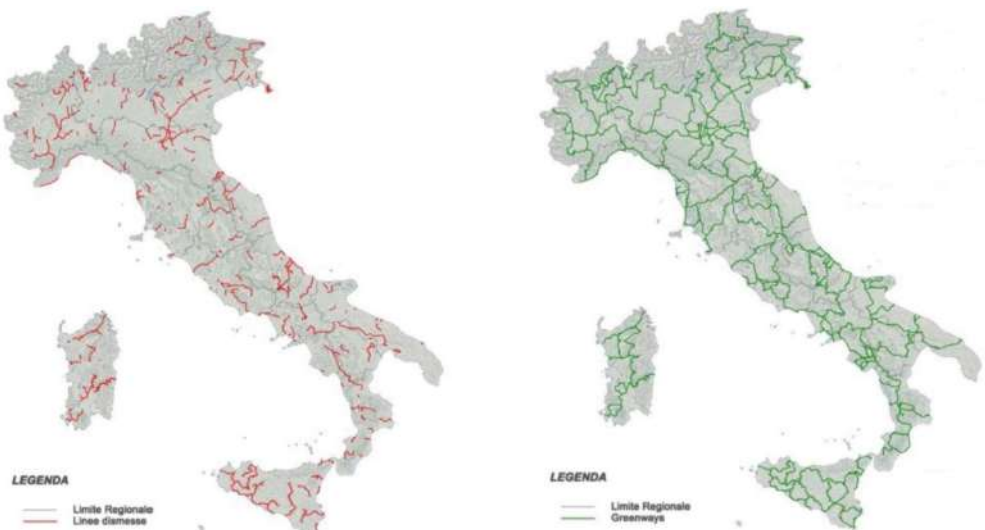 LEGENDA
Limite Regionale
Linee dismesse
LEGENDA
Limite Regionale
Greenways